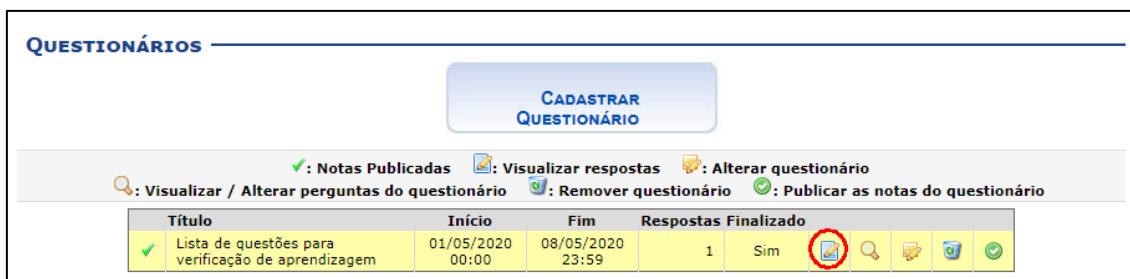 QUESTIONÁRIOS
CADASTRAR
QUESTIONÁRIO
: Notas Publicadas : Visualizar respostas : Alterar questionário
: Visualizar / Alterar perguntas do questionário : Remover questionário : Publicar as notas do questionário
Título Início Fim Respostas Finalizado
Lista de questões para verificação de aprendizagem 01/05/2020 00:00 08/05/2020 23:59 1 Sim